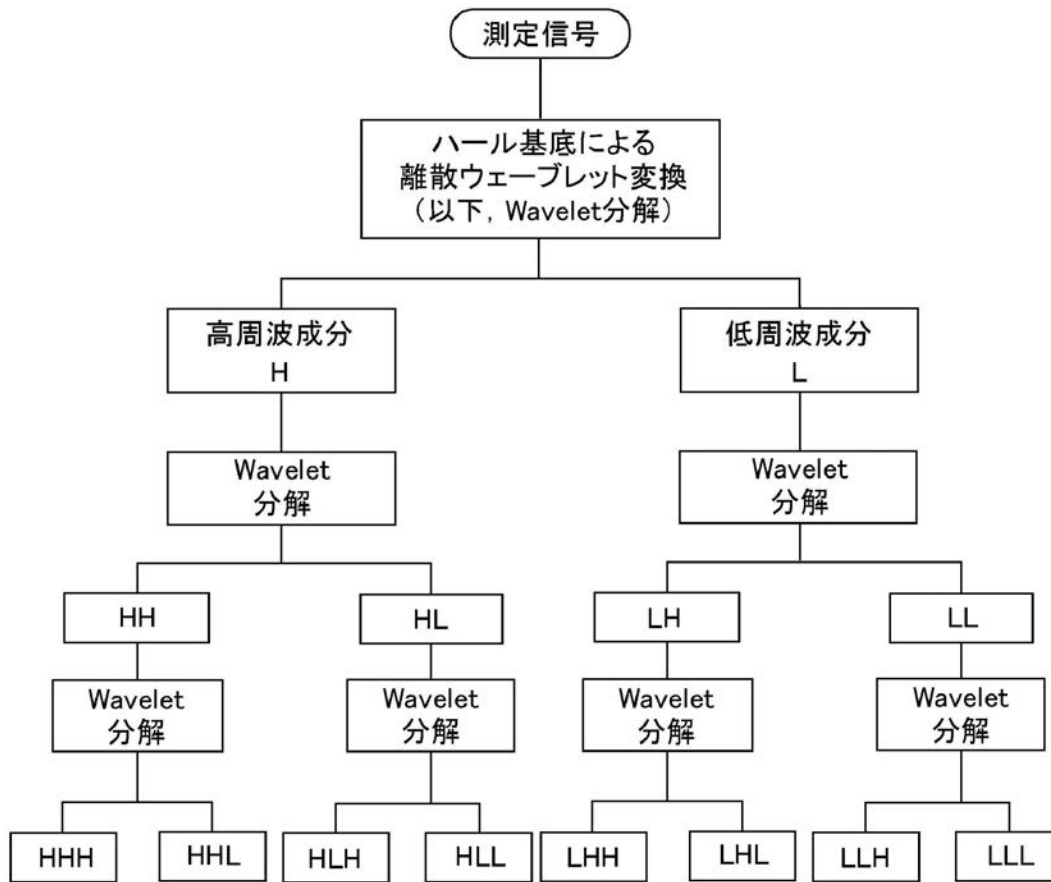 測定信号
ハール基底による
離散ウェーブレット変換
（以下，Wavelet分解）
高周波成分
H
低周波成分
L
Wavelet
分解
Wavelet
分解
HH
HL
LH
LL
Wavelet
分解
Wavelet
分解
Wavelet
分解
Wavelet
分解
HHH
HHL
HLH
HLL
LHH
LHL
LLH
LLL